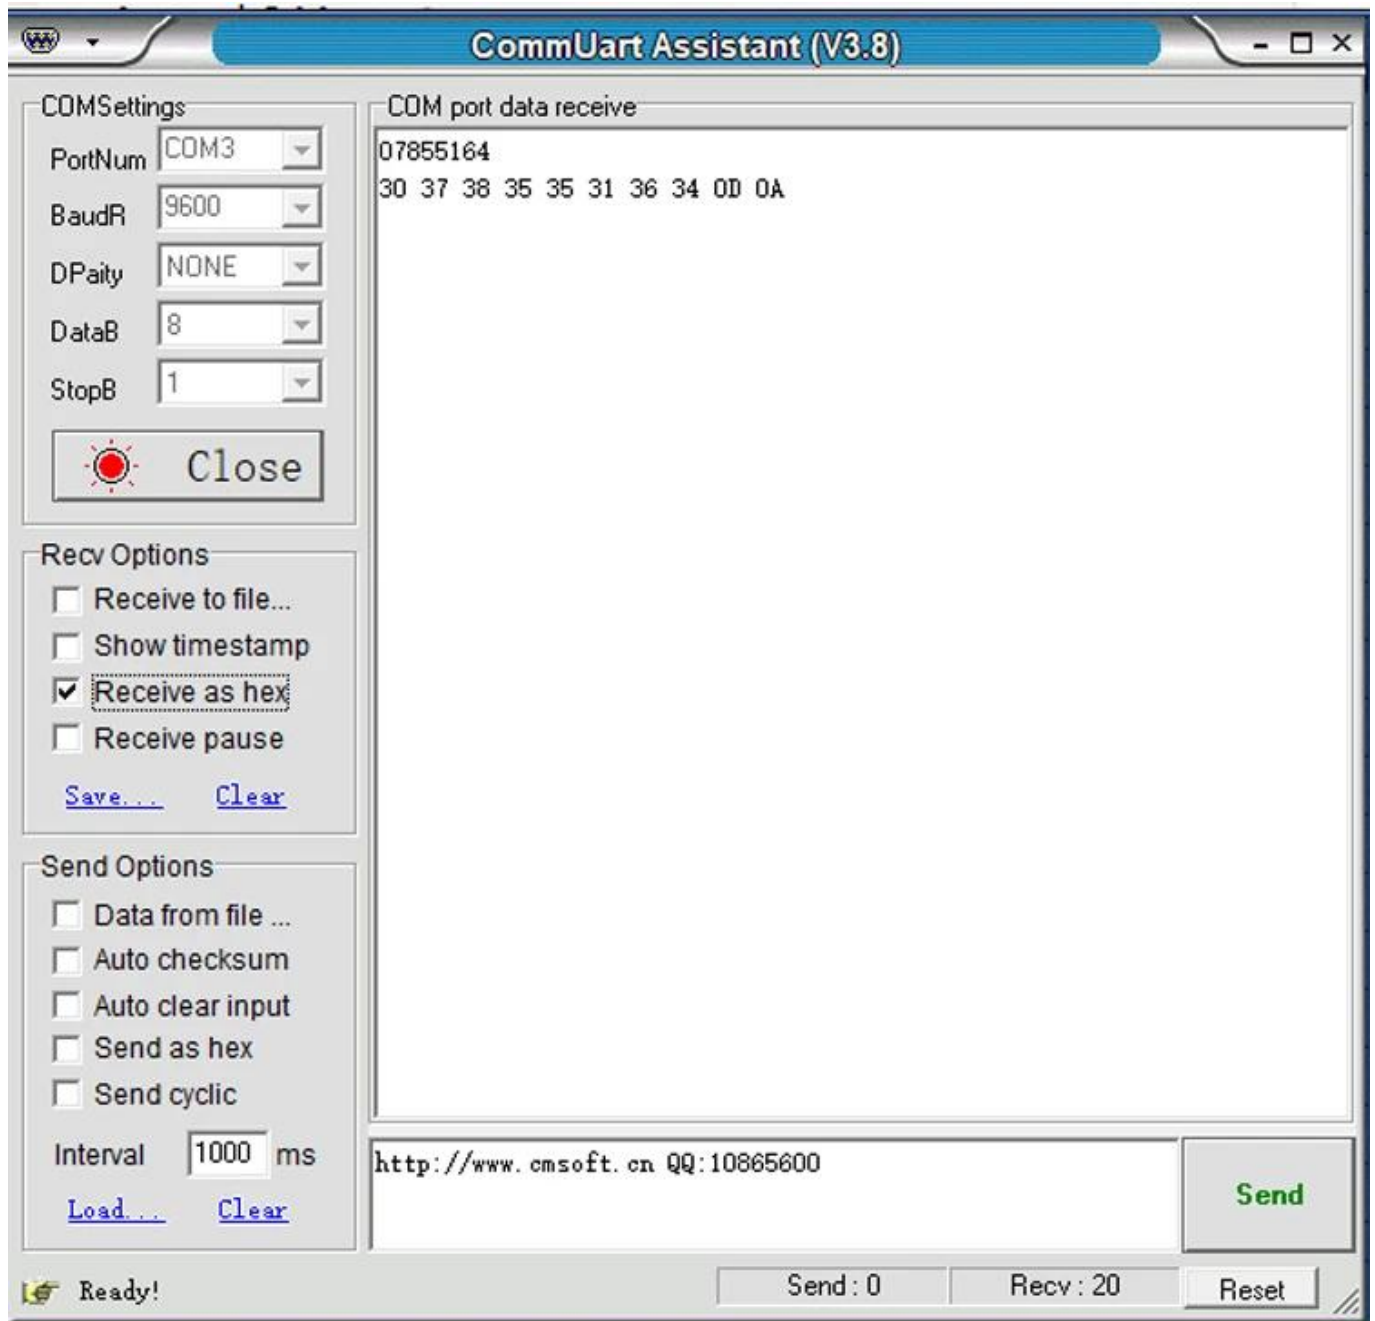 CommUart Assistant (V3.8)
COMSettings
PortNum COM3
BaudR 9600
DPaity NONE
DataB 8
StopB 1
Close
Recv Options
Receive to file...
Show timestamp
Receive as hex
Receive pause
Save... Clear
Send Options
Data from file ...
Auto checksum
Auto clear input
Send as hex
Send cyclic
Interval 1000 ms
Load... Clear
COM port data receive
07855164
30 37 38 35 35 31 36 34 0D 0A
http://www.cmsoft.cn QQ:10865600
Send
Ready!
Send : 0
Recv : 20
Reset